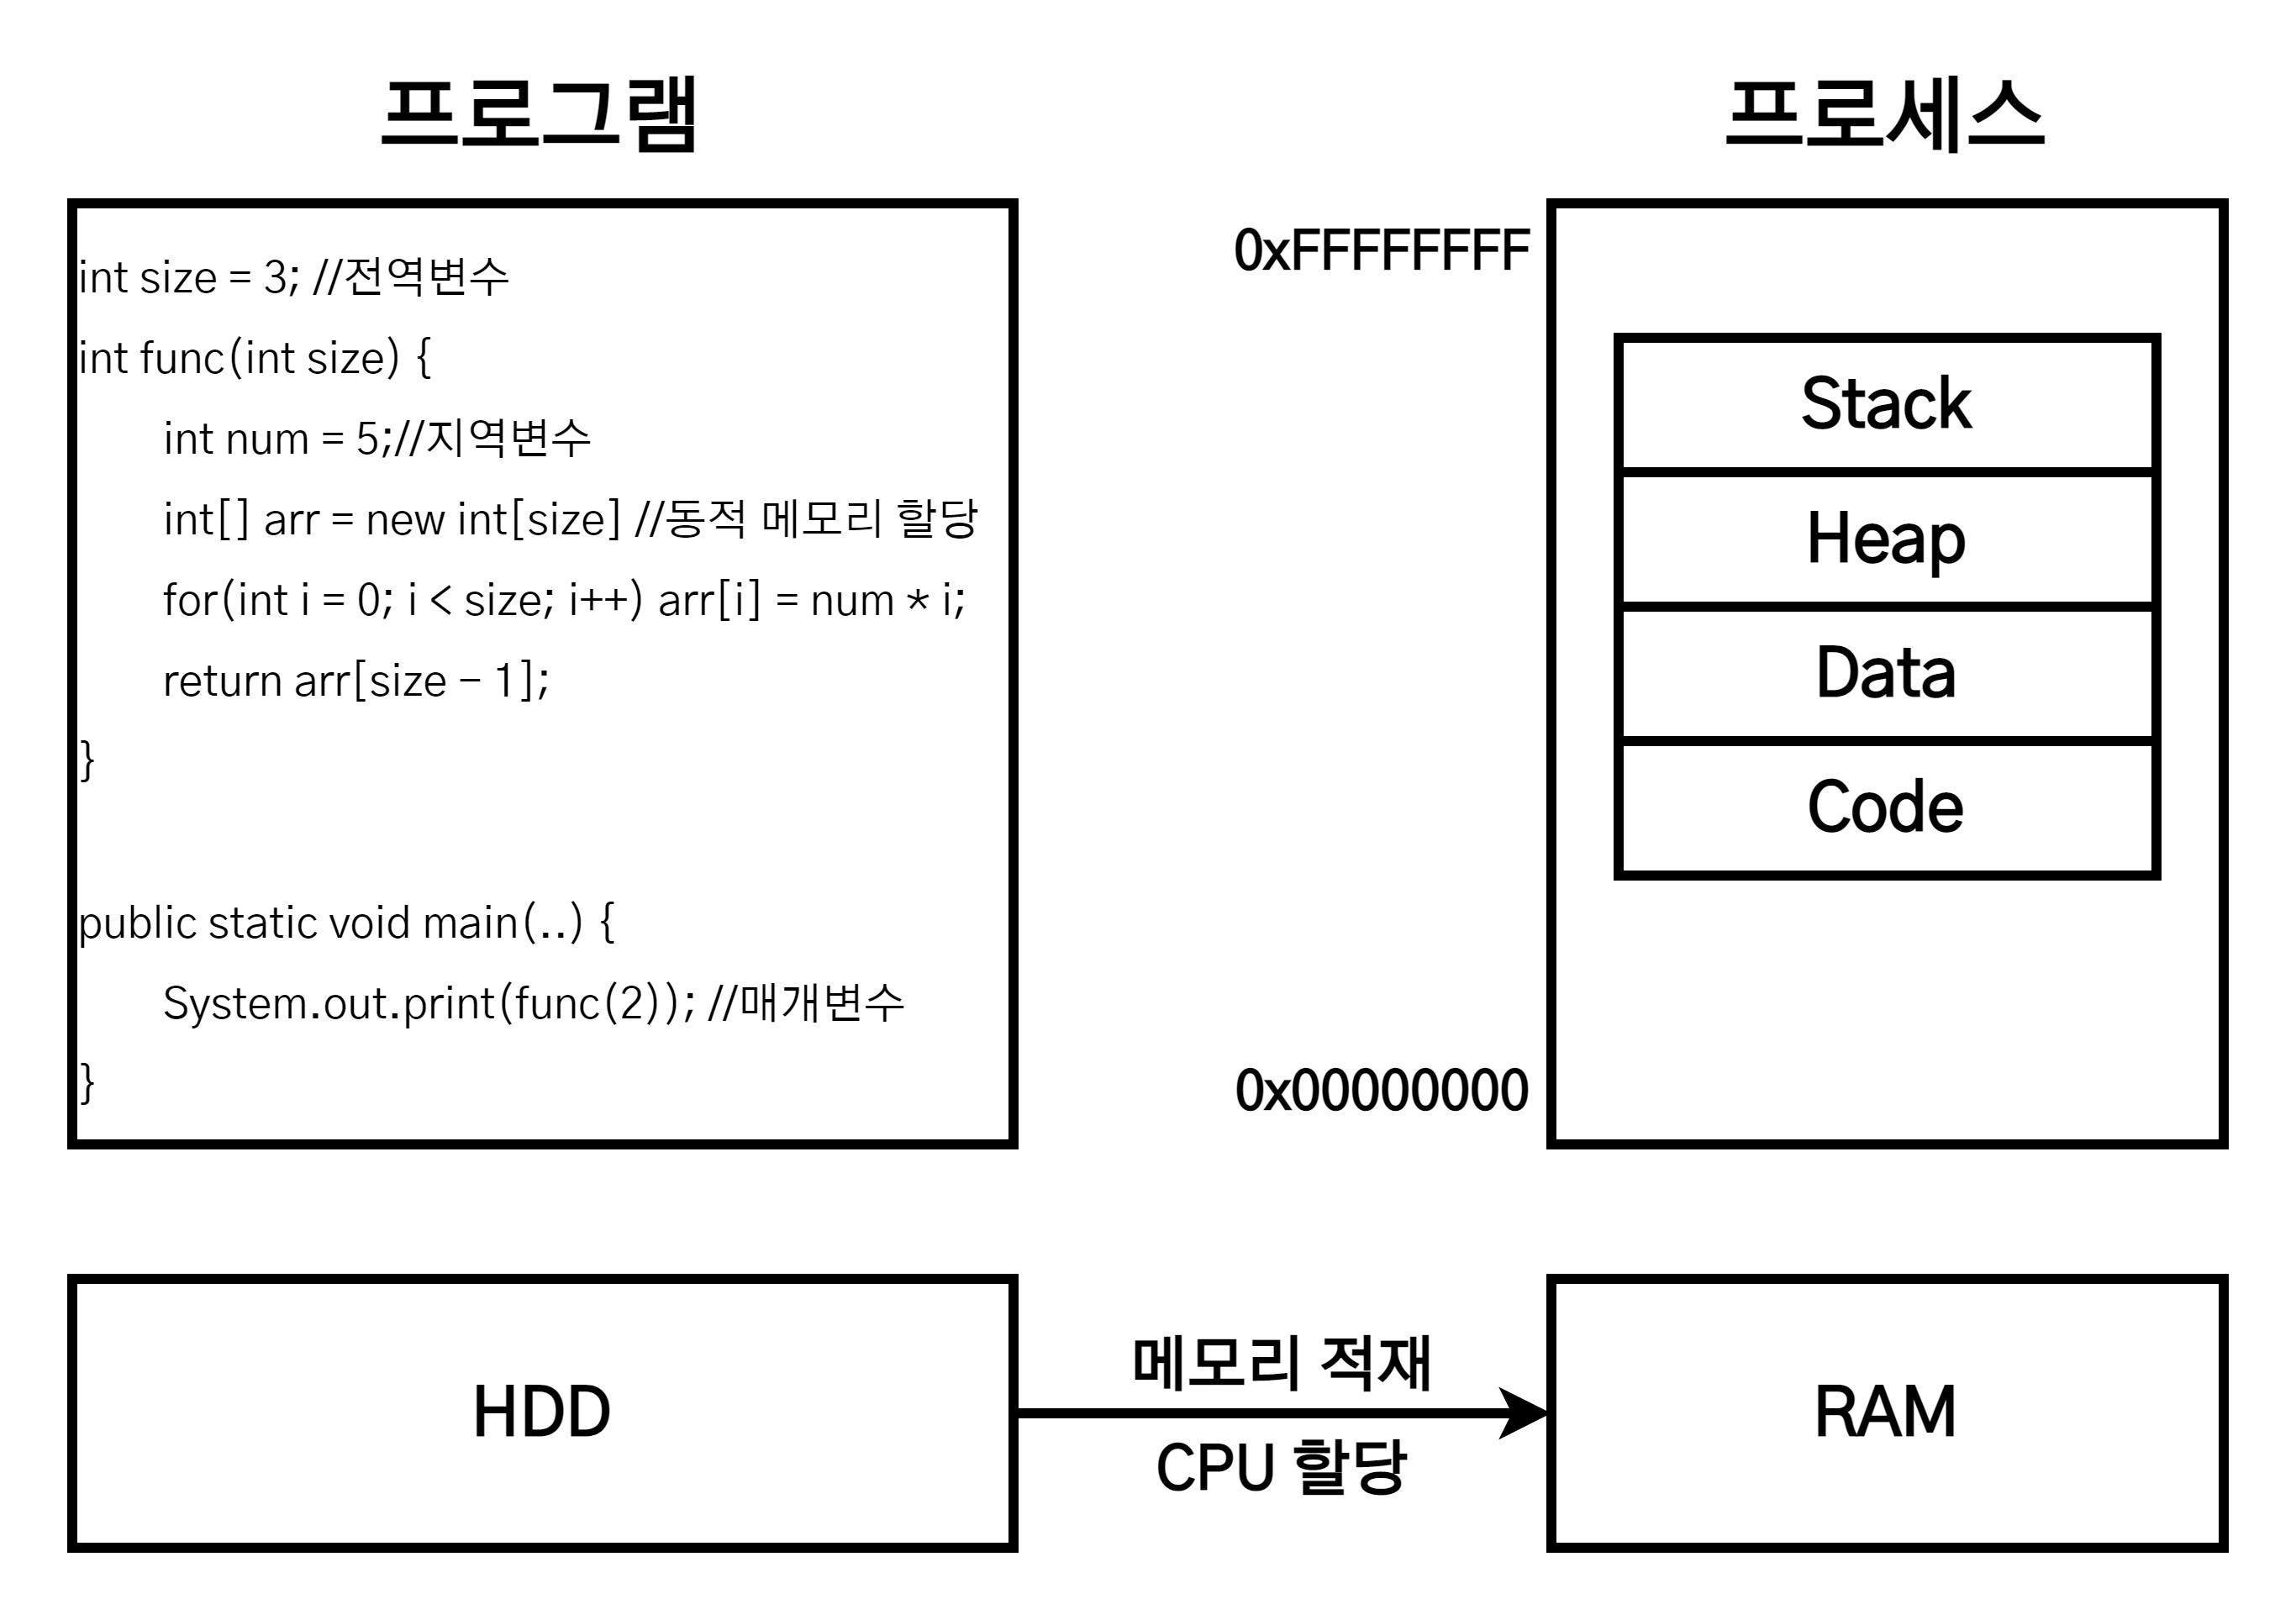 프로그램
int size = 3; //전역변수
int func(int size) {
int num = 5;//지역변수
int[] arr = new int[size] //동적 메모리 할당
for(int i = 0; i < size; i++) arr[i] = num * i;
return arr[size - 1];
}
public static void main(..) {
System.out.print(func(2)); //매개변수
}
프로세스
0xFFFFFFFF
Stack
Heap
Data
Code
0x00000000
HDD
메모리 적재
CPU 할당
RAM